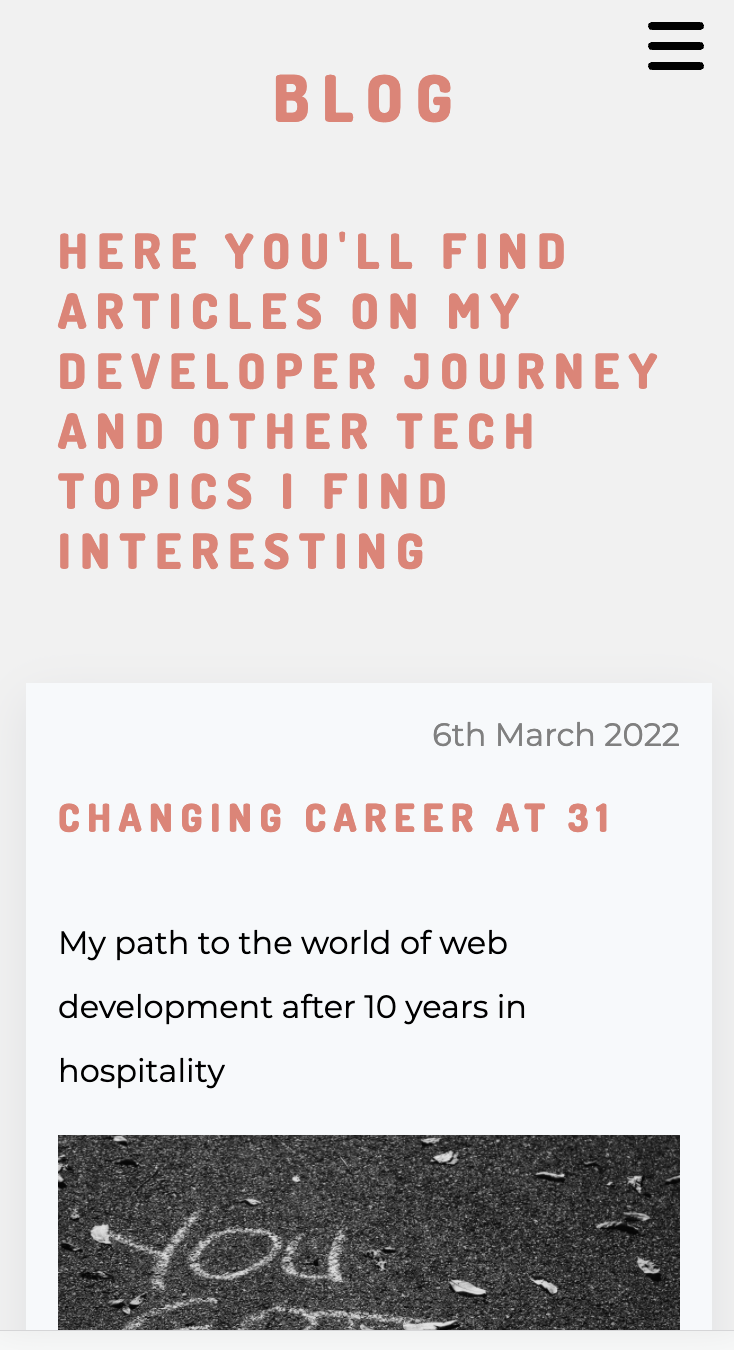 BLOG
HERE YOU'LL FIND
ARTICLES ON MY
DEVELOPER JOURNEY
AND OTHER TECH
TOPICS I FIND
INTERESTING
6th March 2022
CHANGING CAREER AT 31
My path to the world of web
development after 10 years in
hospitality
YOU